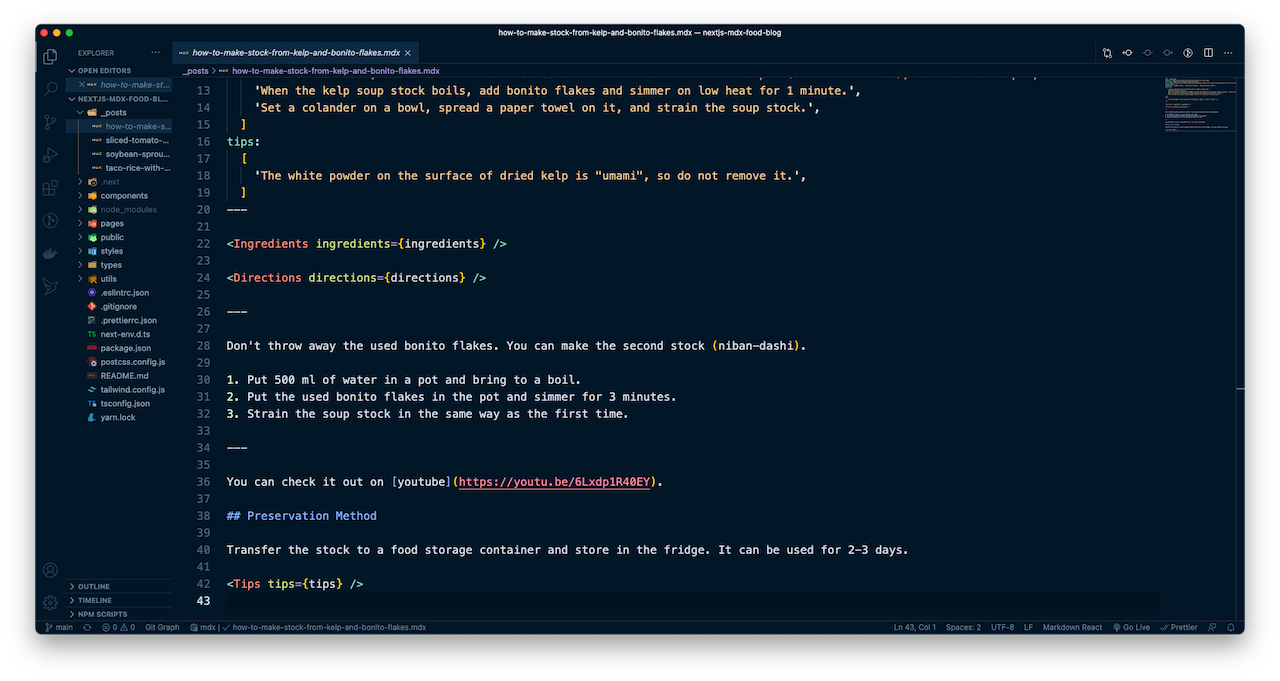 how-to-make-stock-from-kelp-and-bonito-flakes.mdx — nextjs-mdx-food-blog
EXPLORER
OPEN EDITORS
how-to-make-st...
NEXTJS-MDX-FOOD-BL...
_posts
how-to-make-s...
sliced-tomato-...
soybean-sprou...
taco-rice-with-...
.next
components
node_modules
pages
public
styles
types
utils
.eslintrc.json
.gitignore
.prettierrc.json
TS next-env.d.ts
package.json
postcss.config.js
README.md
tailwind.config.js
tsconfig.json
yarn.lock
OUTLINE
TIMELINE
NPM SCRIPTS
how-to-make-stock-from-kelp-and-bonito-flakes.mdx
_posts > how-to-make-stock-from-kelp-and-bonito-flakes.mdx
13 'When the kelp soup stock boils, add bonito flakes and simmer on low heat for 1 minute.',
14 'Set a colander on a bowl, spread a paper towel on it, and strain the soup stock.',
15 ]
16 tips:
17 [
18 'The white powder on the surface of dried kelp is "umami", so do not remove it.',
19 ]
20 ---
21
22 <Ingredients ingredients={ingredients} />
23
24 <Directions directions={directions} />
25
26 ---
27
28 Don't throw away the used bonito flakes. You can make the second stock (niban-dashi).
29
30 1. Put 500 ml of water in a pot and bring to a boil.
31 2. Put the used bonito flakes in the pot and simmer for 3 minutes.
32 3. Strain the soup stock in the same way as the first time.
33
34 ---
35
36 You can check it out on [youtube](https://youtu.be/6Lxdp1R40EY).
37
38 ## Preservation Method
39
40 Transfer the stock to a food storage container and store in the fridge. It can be used for 2-3 days.
41
42 <Tips tips={tips} />
43
main 0 0 Git Graph mdx | how-to-make-stock-from-kelp-and-bonito-flakes.mdx Ln 43, Col 1 Spaces: 2 UTF-8 LF Markdown React Go Live Prettier